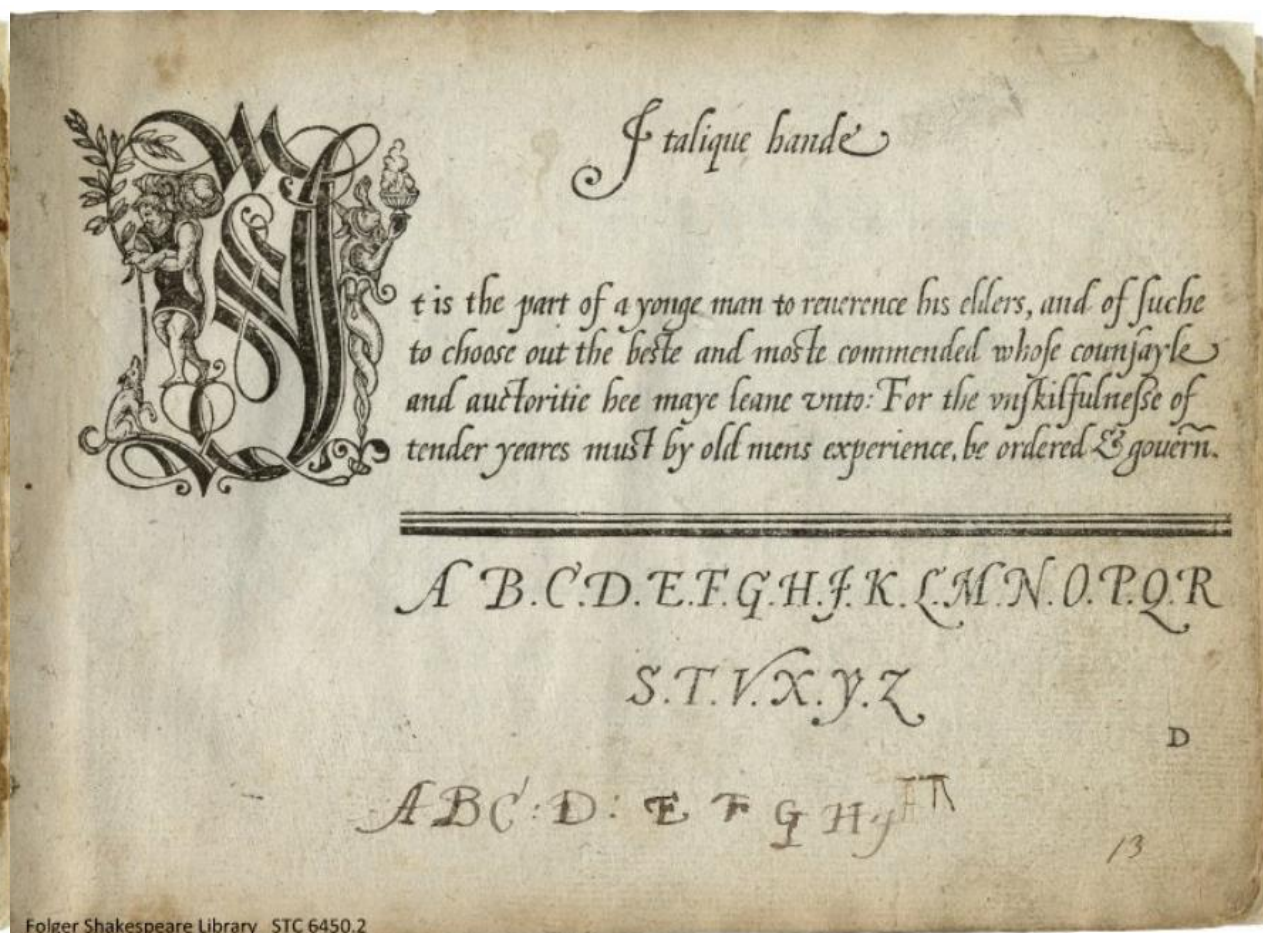 Italique hande
It is the part of a yonge man to reuerence his elders, and of ſuche
to chooſe out the beſte and moſte commended whoſe counſayle
and auctoritie hee maye leane vnto: For the vnſkilfulneſſe of
tender yeares muſt by old mens experience, be ordered & gouern̄.
A B.C.D.E.F.G.H.I.K.L.M.N.O.P.Q.R
S.T.V.X.y.Z
D
A B C : D : E F G H
13
Folger Shakespeare Library STC 6450.2